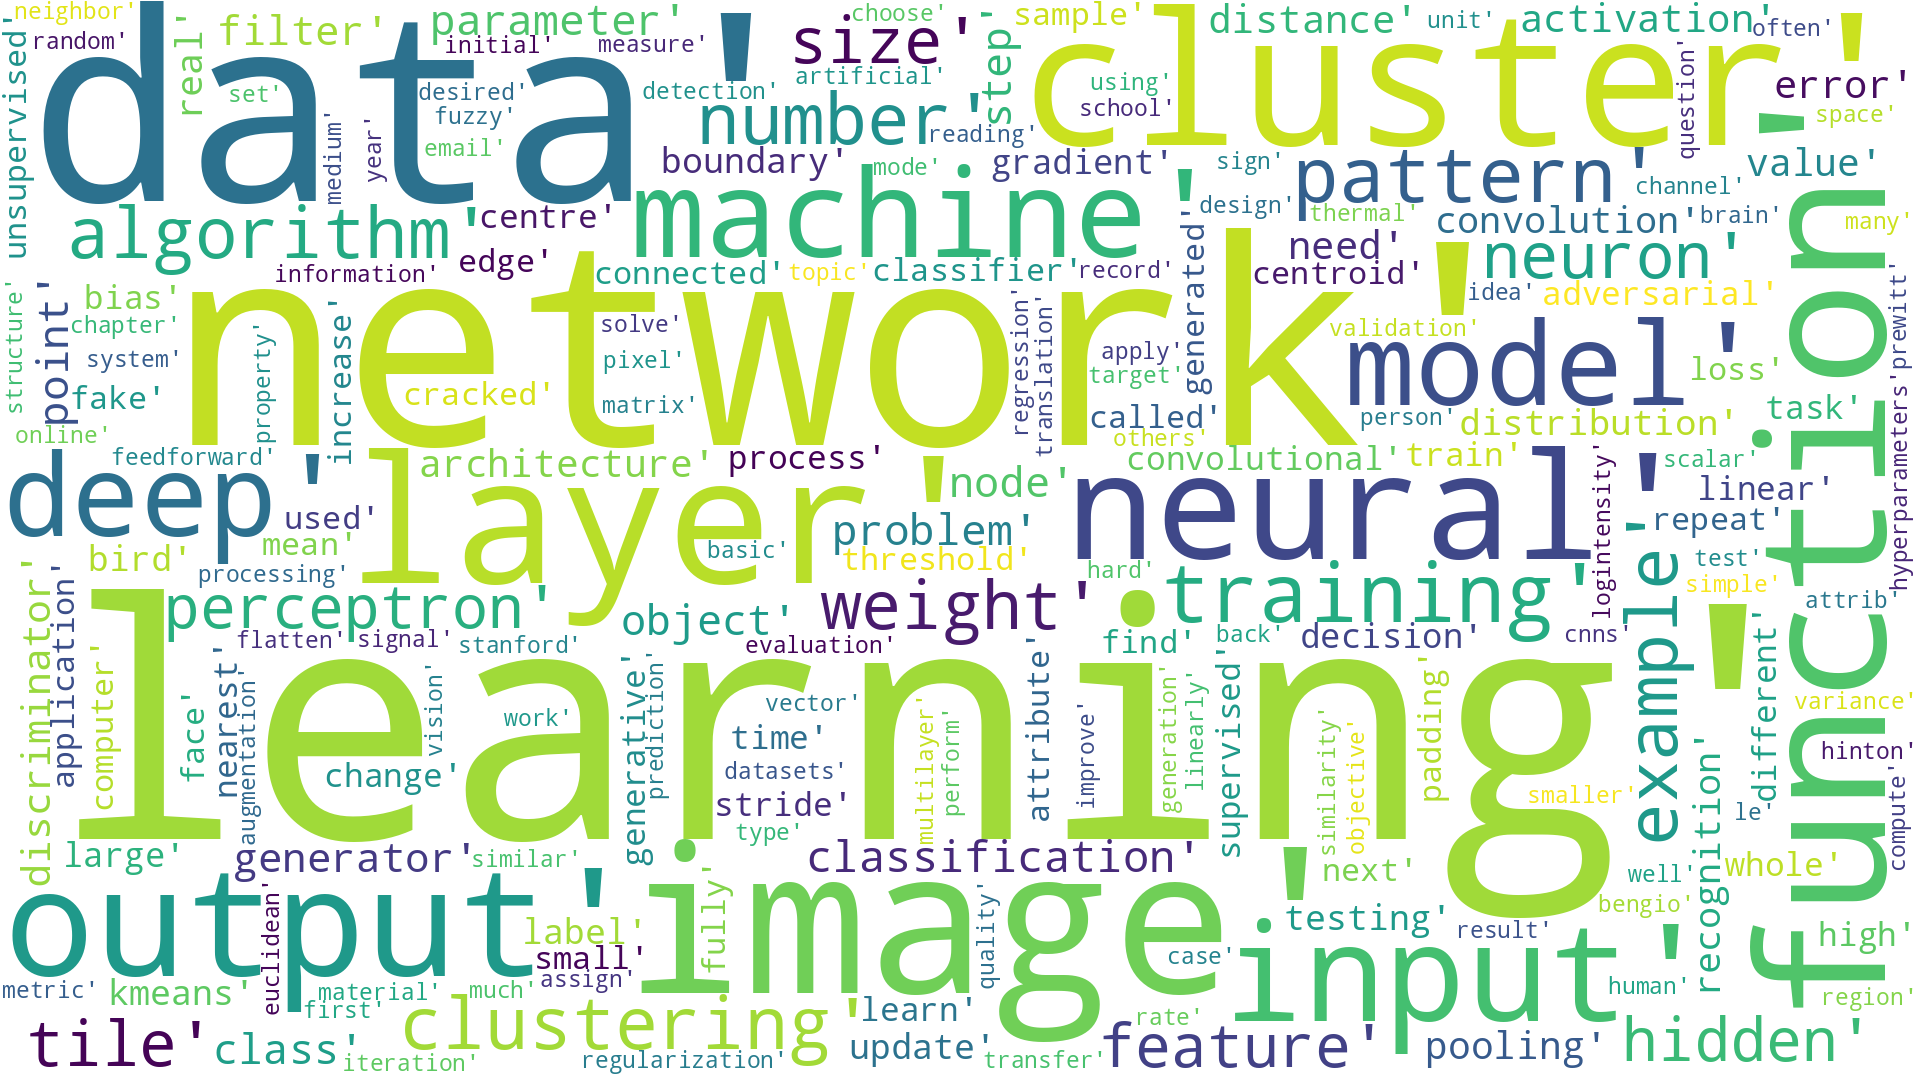 neighbor'
random'
unsupervised'
real'
filter'
set'
data'
parameter'
initial'
measure'
desired'
fuzzy'
email'
medium'
year'
detection'
choose'
size'
artificial'
number'
reading'
step'
sample'
cluster'
using'
school'
distance'
unit'
activation'
often'
question'
error'
space'
boundary'
mode'
gradient'
sign'
pattern'
channel'
value'
algorithm'
centre'
machine'
design'
thermal'
convolution'
brain'
many'
information'
edge'
connected'
topic'
classifier'
record'
generated'
need'
centroid'
neuron'
idea'
adversarial'
structure'
point'
bias'
chapter'
system'
fake'
online'
property'
increase'
network'
solve'
pixel'
matrix'
cracked'
regression'
translation'
apply'
target'
called'
others'
validation'
model'
person'
distribution'
loss'
task'
prewitt'
hyperparameters'
function'
feedforward'
deep'
used'
mean'
layer'
architecture'
process'
node'
problem'
basic'
threshold'
convolutional'
train'
neural'
hard'
logintensity'
scalar'
linear'
repeat'
test'
simple'
attrib'
bird'
processing'
perceptron'
object'
weight'
training'
example'
discriminator'
application'
computer'
face'
nearest'
augmentation'
flatten'
signal'
stanford'
evaluation'
find'
back'
decision'
cnns'
different'
learning'
change'
vision'
work'
generative'
prediction'
vector'
time'
datasets'
stride'
type'
multilayer'
perform'
attribute'
improve'
generation'
linearly'
supervised'
similarity'
objective'
padding'
smaller'
recognition'
variance'
hinton'
le'
compute'
large'
generator'
similar'
classification'
next'
well'
whole'
bengio'
output'
euclidean'
label'
small'
assign'
image'
fully'
quality'
case'
input'
testing'
result'
human'
high'
region'
metric'
kmeans'
material'
first'
much'
tile'
class'
iteration'
clustering'
regularization'
learn'
update'
transfer'
rate'
feature'
pooling'
hidden'